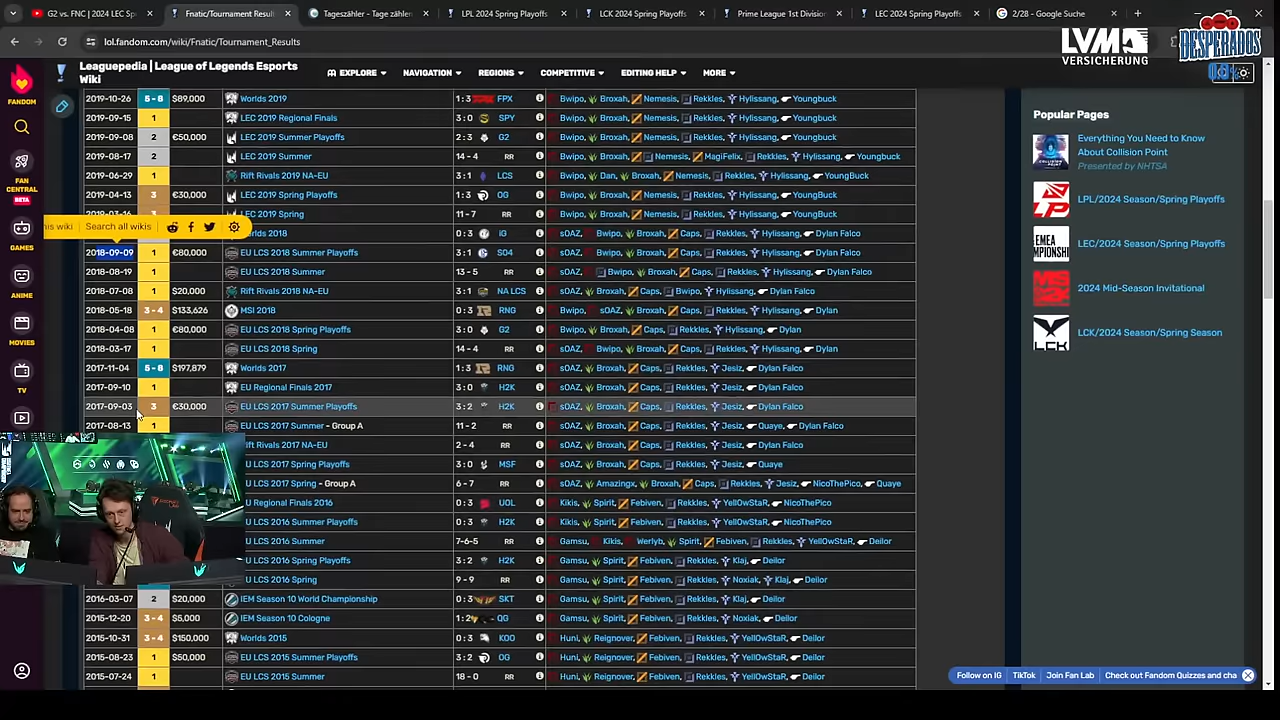 G2 vs. FNC | 2024 LEC Sp
Fnatic/Tournament Resul
Tageszähler - Tage zählen
LPL 2024 Spring Playoffs
LCK 2024 Spring Playoffs
Prime League 1st Division
LEC 2024 Spring Playoffs
2/28 - Google Suche
lol.fandom.com/wiki/Fnatic/Tournament_Results
LVM
VERSICHERUNG
DESPERADOS
0,0%
Leaguepedia | League of Legends Esports
Wiki
EXPLORE NAVIGATION REGIONS COMPETITIVE EDITING HELP MORE
FANDOM
FAN
CENTRAL
BETA
GAMES
ANIME
MOVIES
TV
his wiki Search all wikis
2019-10-26 5 - 8 $89,000 Worlds 2019 1 : 3 FPX Bwipo, Broxah, Nemesis, Rekkles, Hylissang, Youngbuck
2019-09-15 1 LEC 2019 Regional Finals 3 : 0 SPY Bwipo, Broxah, Nemesis, Rekkles, Hylissang, Youngbuck
2019-09-08 2 €50,000 LEC 2019 Summer Playoffs 2 : 3 G2 Bwipo, Broxah, Nemesis, Rekkles, Hylissang, Youngbuck
2019-08-17 2 LEC 2019 Summer 14 - 4 RR Bwipo, Broxah, Nemesis, MagiFelix, Rekkles, Hylissang, Youngbuck
2019-06-29 1 Rift Rivals 2019 NA-EU 3 : 1 LCS Bwipo, Dan, Broxah, Nemesis, Rekkles, Hylissang, YoungBuck
2019-04-13 3 €30,000 LEC 2019 Spring Playoffs 1 : 3 OG Bwipo, Broxah, Nemesis, Rekkles, Hylissang, YoungBuck
2019-03-16 3 LEC 2019 Spring 11 - 7 RR Bwipo, Broxah, Nemesis, Rekkles, Hylissang, YoungBuck
orlds 2018 0 : 3 iG sOAZ, Bwipo, Broxah, Caps, Rekkles, Hylissang, Dylan Falco
2018-09-09 1 €80,000 EU LCS 2018 Summer Playoffs 3 : 1 S04 sOAZ, Bwipo, Broxah, Caps, Rekkles, Hylissang, Dylan Falco
2018-08-19 1 EU LCS 2018 Summer 13 - 5 RR sOAZ, Bwipo, Broxah, Caps, Rekkles, Hylissang, Dylan Falco
2018-07-08 1 $20,000 Rift Rivals 2018 NA-EU 3 : 1 NA LCS sOAZ, Broxah, Caps, Bwipo, Hylissang, Dylan Falco
2018-05-18 3 - 4 $133,626 MSI 2018 0 : 3 RNG Bwipo, sOAZ, Broxah, Caps, Rekkles, Hylissang, Dylan
2018-04-08 1 €80,000 EU LCS 2018 Spring Playoffs 3 : 0 G2 Bwipo, Broxah, Caps, Rekkles, Hylissang, Dylan
2018-03-17 1 EU LCS 2018 Spring 14 - 4 RR sOAZ, Bwipo, Broxah, Caps, Rekkles, Hylissang, Dylan
2017-11-04 5 - 8 $197,879 Worlds 2017 1 : 3 RNG sOAZ, Broxah, Caps, Rekkles, Jesiz, Dylan Falco
2017-09-10 1 EU Regional Finals 2017 3 : 0 H2K sOAZ, Broxah, Caps, Rekkles, Jesiz, Dylan Falco
2017-09-03 3 €30,000 EU LCS 2017 Summer Playoffs 3 : 2 H2K sOAZ, Broxah, Caps, Rekkles, Jesiz, Dylan Falco
2017-08-13 1 EU LCS 2017 Summer - Group A 11 - 2 RR sOAZ, Broxah, Caps, Rekkles, Jesiz, Quaye, Dylan Falco
Rift Rivals 2017 NA-EU 2 - 4 RR sOAZ, Broxah, Caps, Rekkles, Jesiz, Dylan Falco
EU LCS 2017 Spring Playoffs 3 : 0 MSF sOAZ, Broxah, Caps, Rekkles, Jesiz, Quaye
EU LCS 2017 Spring - Group A 6 - 7 RR sOAZ, Amazingx, Broxah, Caps, Rekkles, Jesiz, NicoThePico, Quaye
EU Regional Finals 2016 0 : 3 UOL Kikis, Spirit, Febiven, Rekkles, YellOwStaR, NicoThePico
U LCS 2016 Summer Playoffs 0 : 3 H2K Kikis, Spirit, Febiven, Rekkles, YellOwStaR, NicoThePico
U LCS 2016 Summer 7-6-5 RR Gamsu, Kikis, Werlyb, Spirit, Febiven, Rekkles, YellOwStaR, Deilor
U LCS 2016 Spring Playoffs 3 : 2 H2K Gamsu, Spirit, Febiven, Rekkles, Klaj, Deilor
U LCS 2016 Spring 9 - 9 RR Gamsu, Spirit, Febiven, Rekkles, Noxiak, Klaj, Deilor
2016-03-07 2 $20,000 IEM Season 10 World Championship 0 : 3 SKT Gamsu, Spirit, Febiven, Rekkles, Klaj, Deilor
2015-12-20 3 - 4 $5,000 IEM Season 10 Cologne 1 : 2 QG Gamsu, Spirit, Febiven, Rekkles, Noxiak, Deilor
2015-10-31 3 - 4 $150,000 Worlds 2015 0 : 3 KOO Huni, Reignover, Febiven, Rekkles, YellOwStaR, Deilor
2015-08-23 1 $50,000 EU LCS 2015 Summer Playoffs 3 : 2 OG Huni, Reignover, Febiven, Rekkles, YellOwStaR, Deilor
2015-07-24 1 EU LCS 2015 Summer 18 - 0 RR Huni, Reignover, Febiven, Rekkles, YellOwStaR, Deilor
Popular Pages
Everything You Need to Know
About Collision Point
Presented by NHTSA
LPL/2024 Season/Spring Playoffs
LEC/2024 Season/Spring Playoffs
2024 Mid-Season Invitational
LCK/2024 Season/Spring Season
Follow on IG TikTok Join Fan Lab Check out Fandom Quizzes and cha